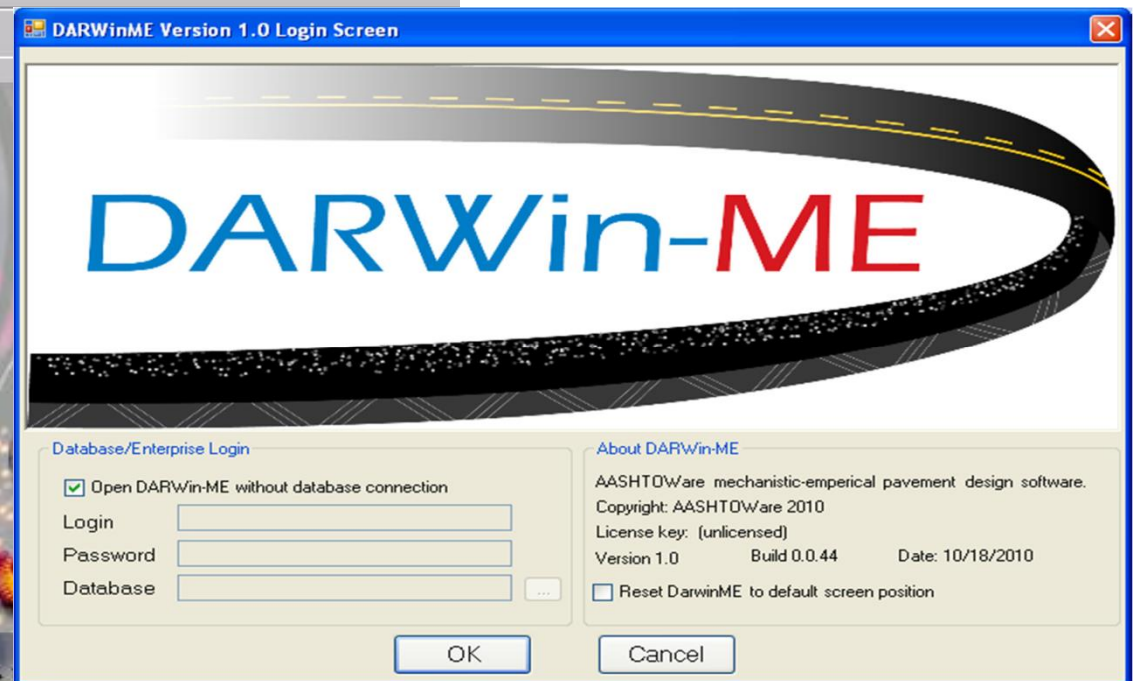 DARWinME Version 1.0 Login Screen
DARWin-ME
Database/Enterprise Login
Open DARWin-ME without database connection
Login
Password
Database
...
About DARWin-ME
AASHTOWare mechanistic-emperical pavement design software.
Copyright: AASHTOWare 2010
License key: (unlicensed)
Version 1.0 Build 0.0.44 Date: 10/18/2010
Reset DarwinME to default screen position
OK Cancel